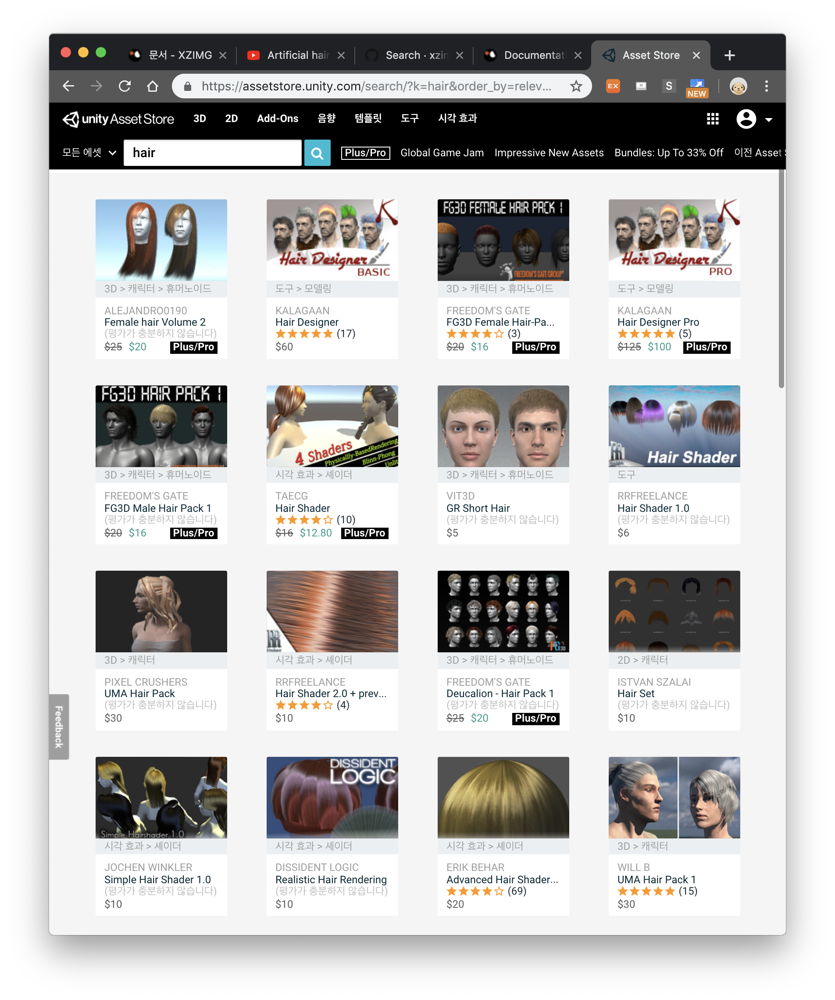 문서 - XZIMG
Artificial hair
Search · xzin
Documentati
Asset Store
https://assetstore.unity.com/search/?k=hair&order_by=relev...
EX
N
S
NEW
unity Asset Store
3D
2D
Add-Ons
음향
템플릿
도구
시각 효과
모든 에셋
hair
Plus/Pro
Global Game Jam
Impressive New Assets
Bundles: Up To 33% Off
이전 Asset S
3D > 캐릭터 > 휴머노이드
ALEJANDRO0190
Female hair Volume 2
(평가가 충분하지 않습니다)
$25 $20 Plus/Pro
Hair Designer
BASIC
도구 > 모델링
KALAGAAN
Hair Designer
(17)
$60
FG3D FEMALE HAIR PACK 1
FREEDOM'S GATE GROUP
3D > 캐릭터 > 휴머노이드
FREEDOM'S GATE
FG3D Female Hair-Pa...
(3)
$20 $16 Plus/Pro
Hair Designer
PRO
도구 > 모델링
KALAGAAN
Hair Designer Pro
(5)
$125 $100 Plus/Pro
FG3D HAIR PACK 1
3D > 캐릭터 > 휴머노이드
FREEDOM'S GATE
FG3D Male Hair Pack 1
(평가가 충분하지 않습니다)
$20 $16 Plus/Pro
4 Shaders
Physicallly-BasedRendering
Blinn-Phong
Unlit
시각 효과 > 셰이더
TAECG
Hair Shader
(10)
$16 $12.80 Plus/Pro
3D > 캐릭터 > 휴머노이드
VIT3D
GR Short Hair
(평가가 충분하지 않습니다)
$5
Hair Shader
도구
RRFREELANCE
Hair Shader 1.0
(평가가 충분하지 않습니다)
$6
3D > 캐릭터
PIXEL CRUSHERS
UMA Hair Pack
(평가가 충분하지 않습니다)
$30
시각 효과 > 셰이더
RRFREELANCE
Hair Shader 2.0 + prev...
(4)
$10
FG3D
3D > 캐릭터 > 휴머노이드
FREEDOM'S GATE
Deucalion - Hair Pack 1
(평가가 충분하지 않습니다)
$25 $20 Plus/Pro
2D > 캐릭터
ISTVAN SZALAI
Hair Set
(평가가 충분하지 않습니다)
$10
Feedback
Simple Hairshader 1.0
시각 효과 > 셰이더
JOCHEN WINKLER
Simple Hair Shader 1.0
(평가가 충분하지 않습니다)
$10
DISSIDENT
LOGIC
시각 효과 > 셰이더
DISSIDENT LOGIC
Realistic Hair Rendering
(평가가 충분하지 않습니다)
$10
시각 효과 > 셰이더
ERIK BEHAR
Advanced Hair Shader...
(69)
$20
3D > 캐릭터
WILL B
UMA Hair Pack 1
(15)
$30